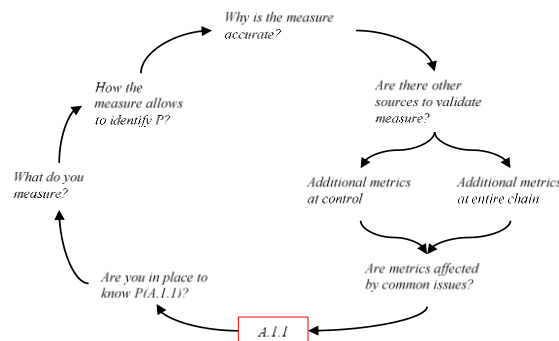 Why is the measure
accurate?
How the
measure allows
to identify P?
Are there other
sources to validate
measure?
What do you
measure?
Additional metrics
at control
Additional metrics
at entire chain
Are you in place to
know P(A.1.1)?
Are metrics affected
by common issues?
A.1.1